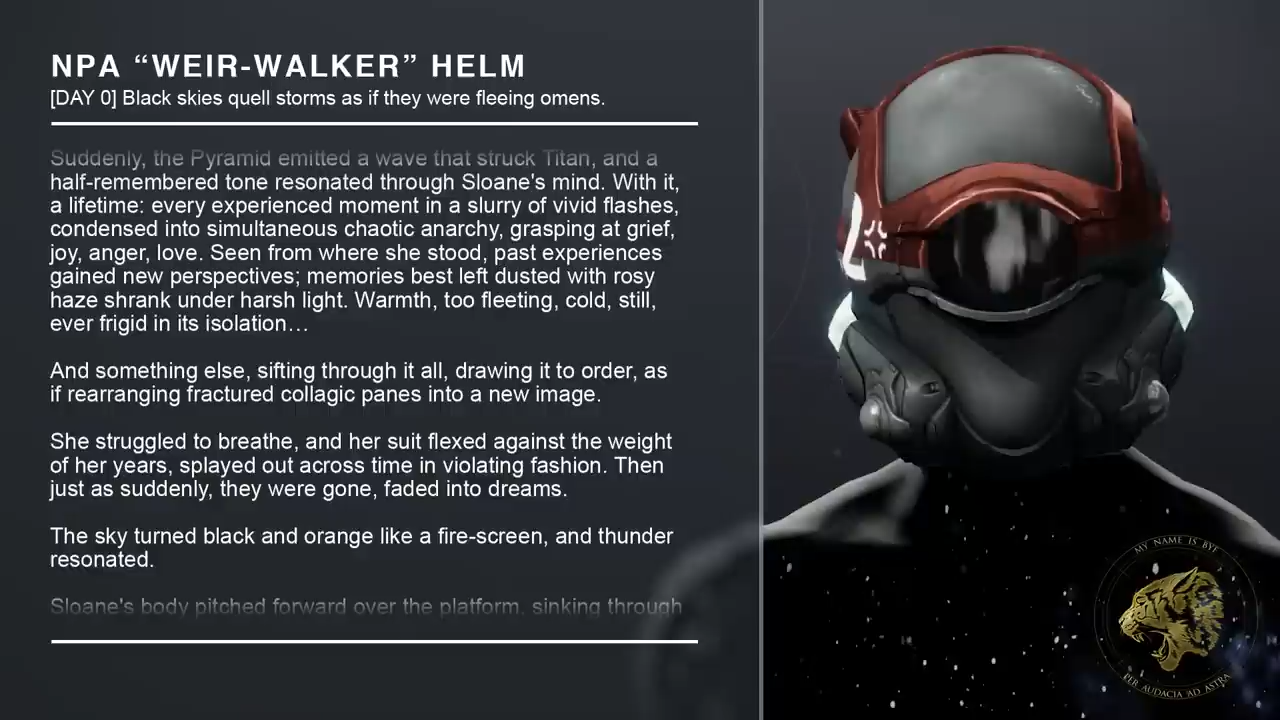 NPA “WEIR-WALKER” HELM
[DAY 0] Black skies quell storms as if they were fleeing omens.
Suddenly, the Pyramid emitted a wave that struck Titan, and a
half-remembered tone resonated through Sloane's mind. With it,
a lifetime: every experienced moment in a slurry of vivid flashes,
condensed into simultaneous chaotic anarchy, grasping at grief,
joy, anger, love. Seen from where she stood, past experiences
gained new perspectives; memories best left dusted with rosy
haze shrank under harsh light. Warmth, too fleeting, cold, still,
ever frigid in its isolation…
And something else, sifting through it all, drawing it to order, as
if rearranging fractured collagic panes into a new image.
She struggled to breathe, and her suit flexed against the weight
of her years, splayed out across time in violating fashion. Then
just as suddenly, they were gone, faded into dreams.
The sky turned black and orange like a fire-screen, and thunder
resonated.
Sloane's body pitched forward over the platform, sinking through
MY NAME IS BYF
PER AUDACIA AD ASTRA